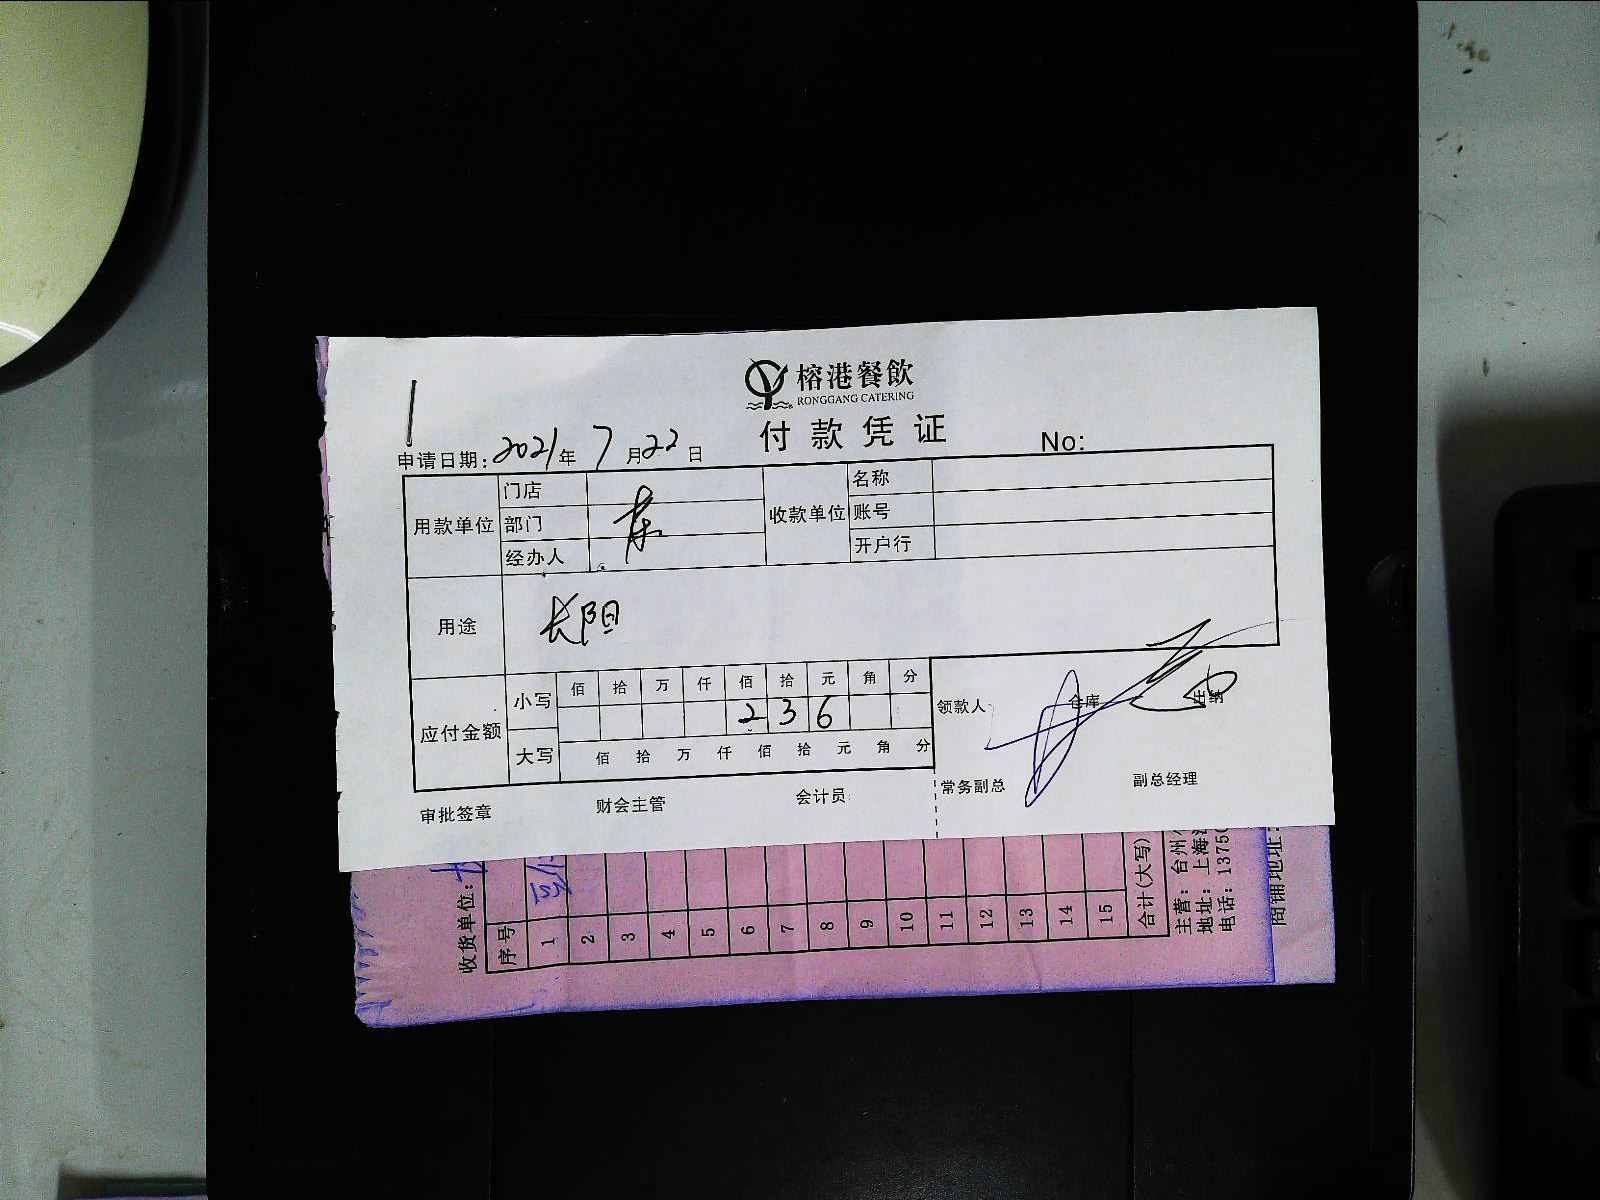 榕港餐飲
RONGGANG CATERING
付款凭证
申请日期:2021年7月22日
No:
用款单位
门店
部门
经办人
收款单位
名称
账号
开户行
用途
长阳
应付金额
小写
佰 拾 万 仟 佰 拾 元 角 分
2 3 6
大写
佰 拾 万 仟 佰 拾 元 角 分
领款人
仓库
常务副总
副总经理
审批签章
财会主管
会计员
收货单位:
序号
1
2
3
4
5
6
7
8
9
10
11
12
13
14
15
合计(大写)
主营:台州
地址:上海
电话:1375
商铺地址: